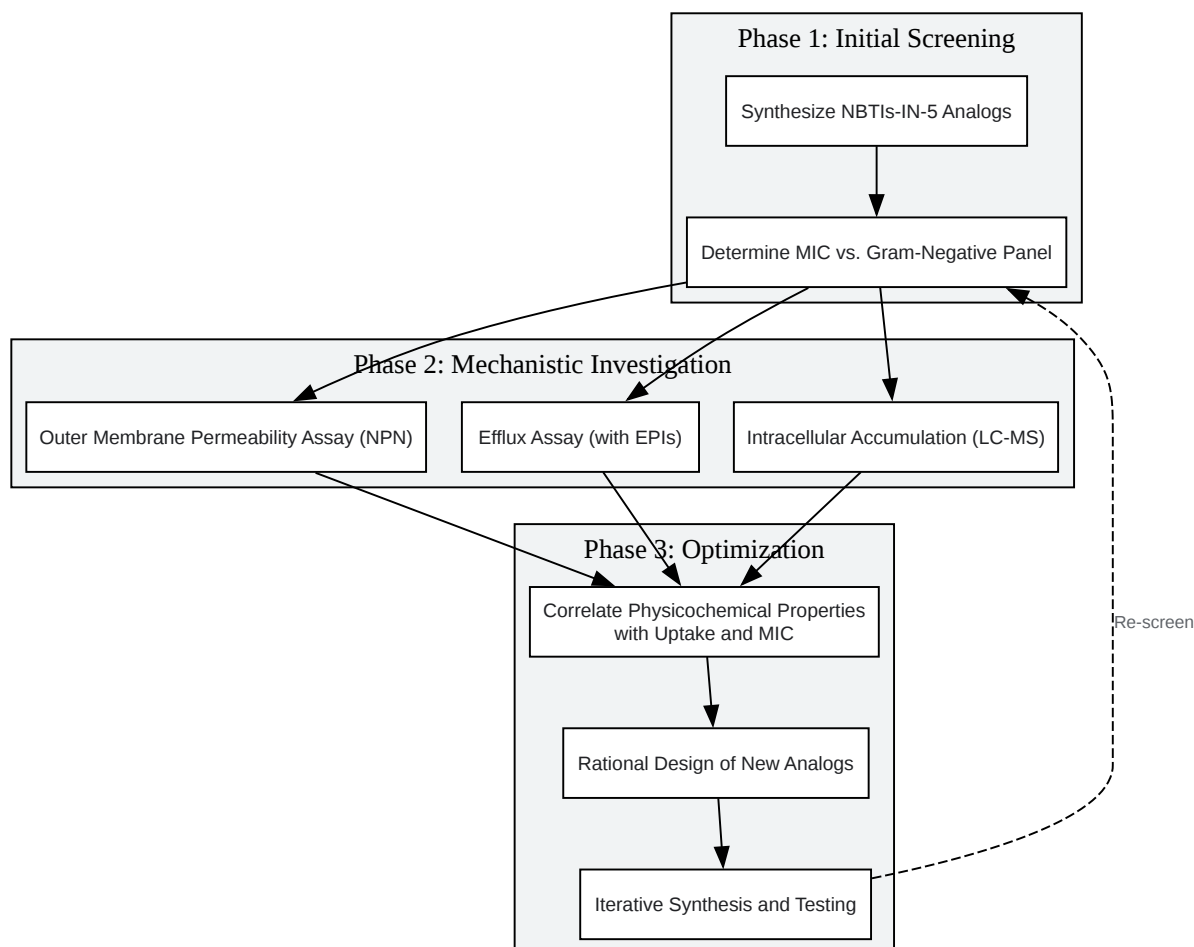 Phase 1: Initial Screening
Synthesize NBTIs-IN-5 Analogs
Determine MIC vs. Gram-Negative Panel
Phase 2: Mechanistic Investigation
Outer Membrane Permeability Assay (NPN)
Efflux Assay (with EPIs)
Intracellular Accumulation (LC-MS)
Phase 3: Optimization
Correlate Physicochemical Properties
with Uptake and MIC
Re-screen
Rational Design of New Analogs
Iterative Synthesis and Testing